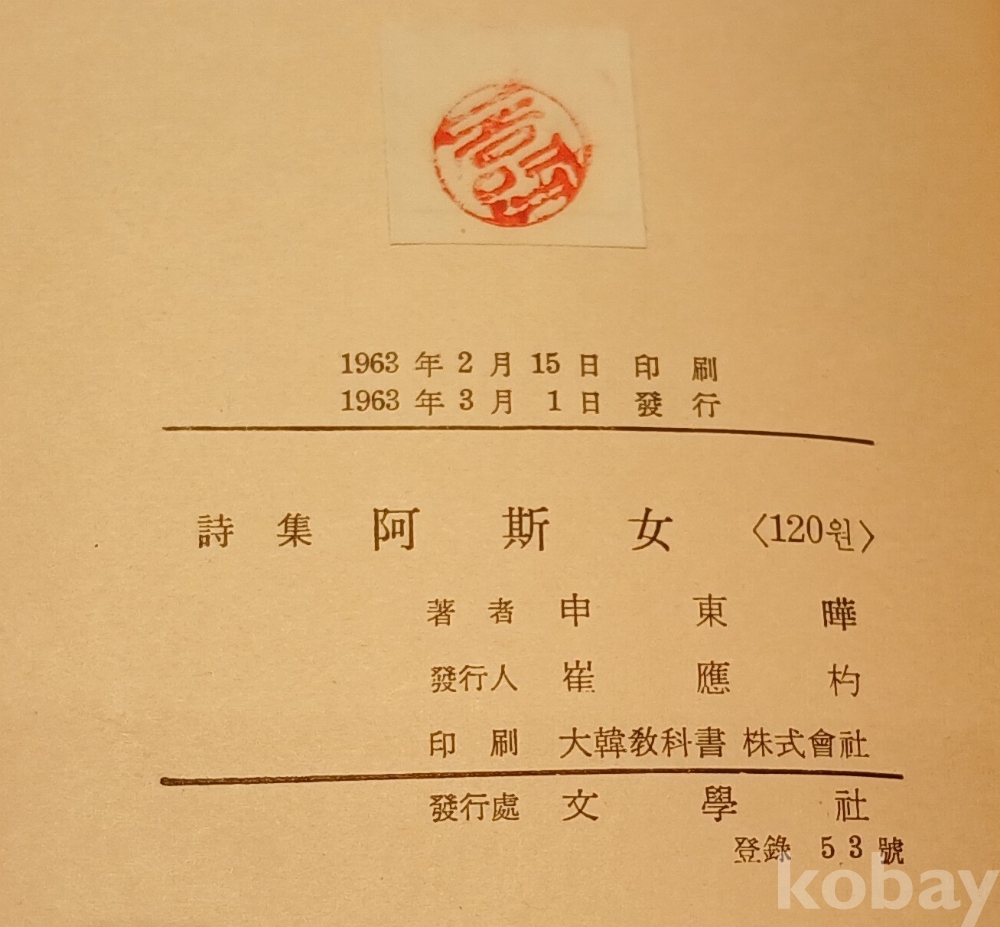 1963 年 2 月 15 日 印 刷
1963 年 3 月 1 日 發 行
詩 集 阿 斯 女 〈120원〉
著 者 申 東 曄
發行人 崔 應 杓
印 刷 大韓敎科書 株式會社
發行處 文 學 社
登錄 5 3 號
kobay